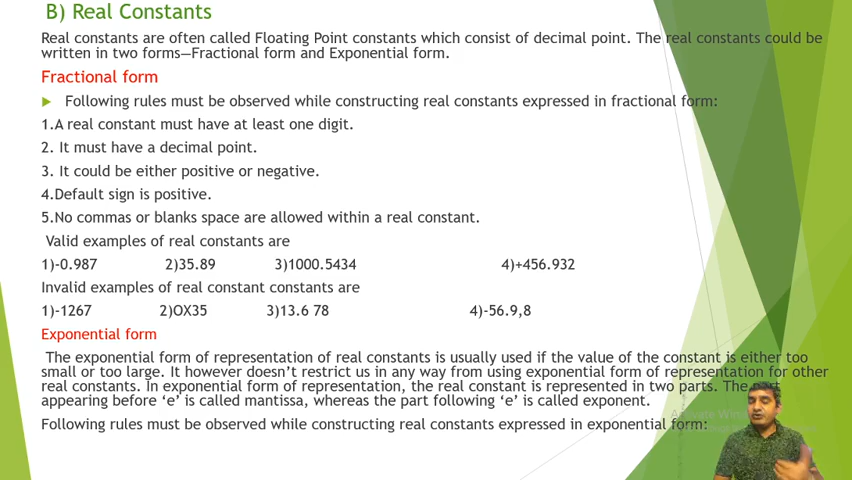 B) Real Constants
Real constants are often called Floating Point constants which consist of decimal point. The real constants could be
written in two forms—Fractional form and Exponential form.
Fractional form
Following rules must be observed while constructing real constants expressed in fractional form:
1.A real constant must have at least one digit.
2. It must have a decimal point.
3. It could be either positive or negative.
4.Default sign is positive.
5.No commas or blanks space are allowed within a real constant.
Valid examples of real constants are
1)-0.987 2)35.89 3)1000.5434 4)+456.932
Invalid examples of real constant constants are
1)-1267 2)OX35 3)13.6 78 4)-56.9,8
Exponential form
The exponential form of representation of real constants is usually used if the value of the constant is either too
small or too large. It however doesn't restrict us in any way from using exponential form of representation for other
real constants. In exponential form of representation, the real constant is represented in two parts. The part
appearing before 'e' is called mantissa, whereas the part following 'e' is called exponent.
Activate Win
Following rules must be observed while constructing real constants expressed in exponential form: